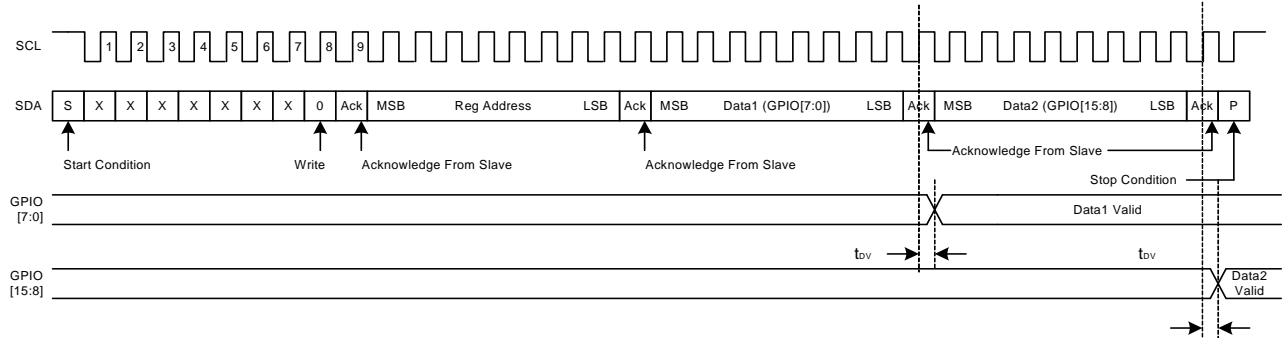 SCL 1 2 3 4 5 6 7 8 9
SDA S X X X X X X X 0 Ack MSB Reg Address LSB Ack MSB Data1 (GPIO[7:0]) LSB Ack MSB Data2 (GPIO[15:8]) LSB Ack P
Start Condition Write Acknowledge From Slave Acknowledge From Slave
Acknowledge From Slave
Stop Condition
GPIO
[7:0]
Data1 Valid
tDV tDV
GPIO
[15:8]
Data2
Valid